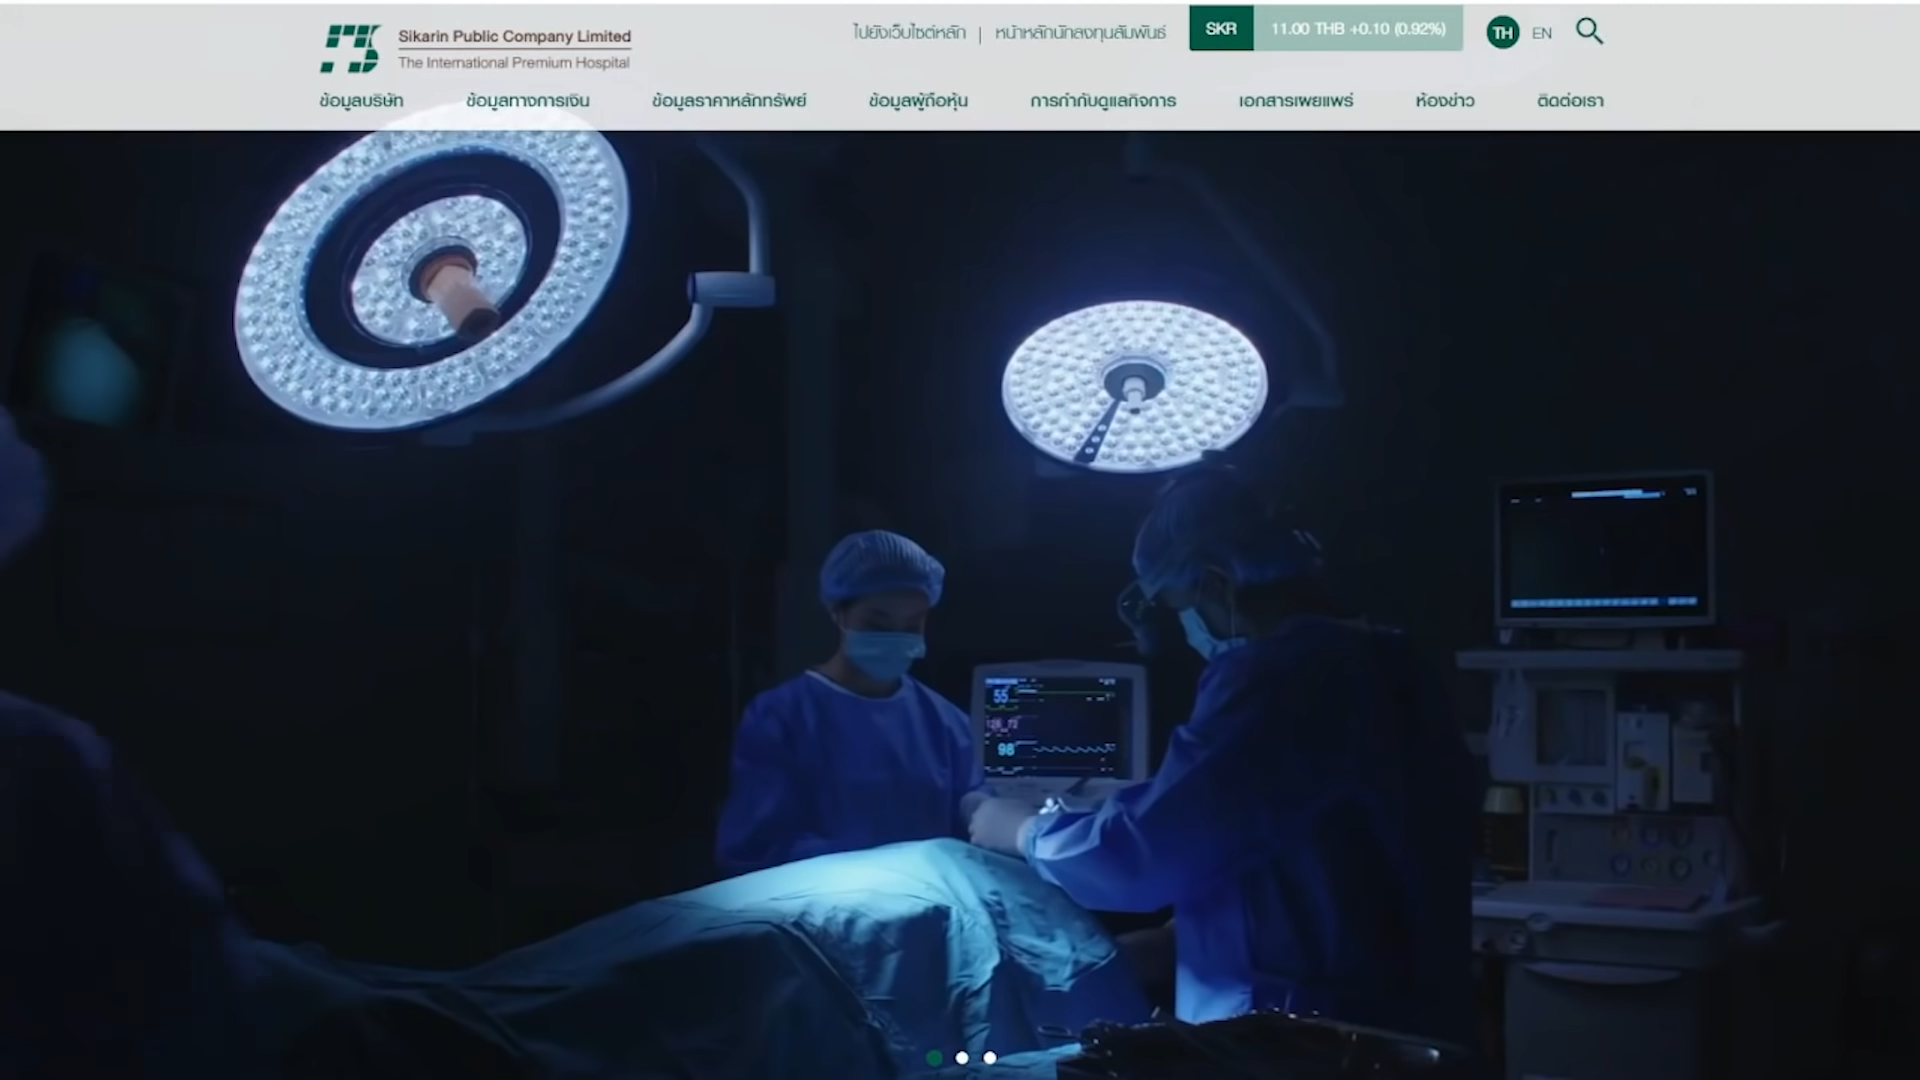 Sikarin Public Company Limited
The International Premium Hospital
ไปยังเว็บไซต์หลัก | หน้าหลักนักลงทุนสัมพันธ์
SKR 11.00 THB +0.10 (0.92%)
TH EN
ข้อมูลบริษัท ข้อมูลทางการเงิน ข้อมูลราคาหลักทรัพย์ ข้อมูลผู้ถือหุ้น การกำกับดูแลกิจการ เอกสารเผยแพร่ ห้องข่าว ติดต่อเรา
55
98